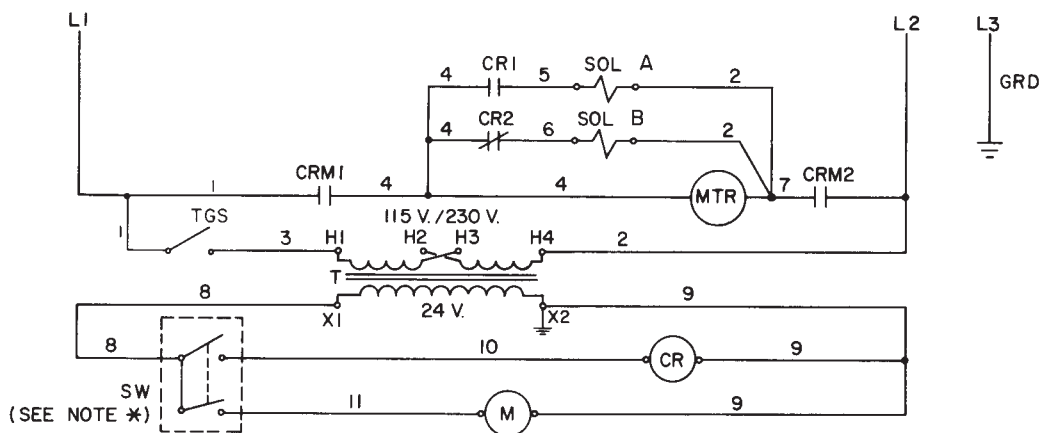 L1
L2
L3
GRD
4
CR1
5
SOL A
2
4
CR2
6
SOL B
2
1
CRM1
4
4
MTR
7
CRM2
115 V./230 V.
1
TGS
3
H1
H2
H3
H4
2
T
8
X1
24 V.
X2
9
8
10
CR
9
SW
(SEE NOTE *)
11
M
9